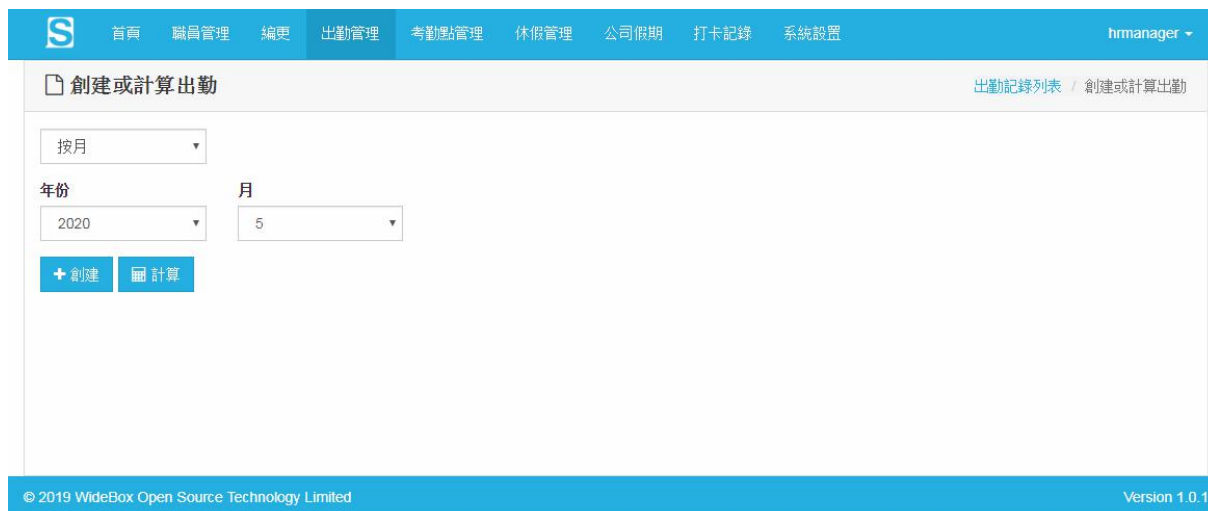 S 首頁 職員管理 編更 出勤管理 考勤點管理 休假管理 公司假期 打卡記錄 系統設置 hrmanager
創建或計算出勤 出勤記錄列表 / 創建或計算出勤
按月
年份 月
2020 5
創建 計算
© 2019 WideBox Open Source Technology Limited Version 1.0.1